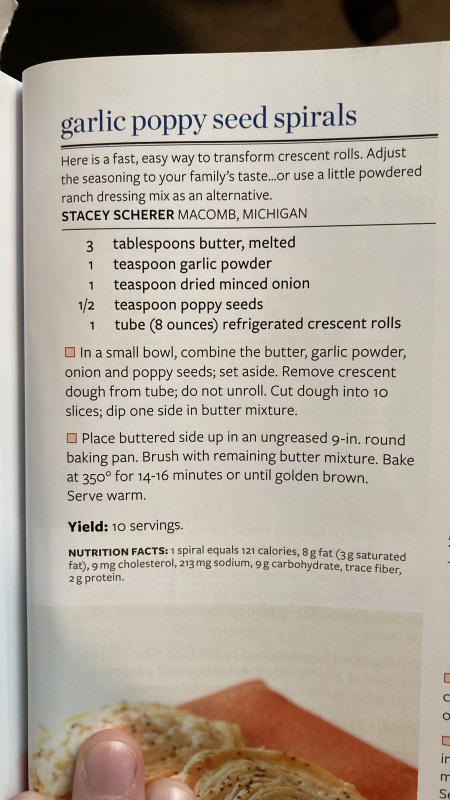 garlic poppy seed spirals
Here is a fast, easy way to transform crescent rolls. Adjust
the seasoning to your family's taste...or use a little powdered
ranch dressing mix as an alternative.
STACEY SCHERER MACOMB, MICHIGAN
3 tablespoons butter, melted
1 teaspoon garlic powder
1 teaspoon dried minced onion
1/2 teaspoon poppy seeds
1 tube (8 ounces) refrigerated crescent rolls
In a small bowl, combine the butter, garlic powder,
onion and poppy seeds; set aside. Remove crescent
dough from tube; do not unroll. Cut dough into 10
slices; dip one side in butter mixture.
Place buttered side up in an ungreased 9-in. round
baking pan. Brush with remaining butter mixture. Bake
at 350° for 14-16 minutes or until golden brown.
Serve warm.
Yield: 10 servings.
NUTRITION FACTS: 1 spiral equals 121 calories, 8 g fat (3 g saturated
fat), 9 mg cholesterol, 213 mg sodium, 9 g carbohydrate, trace fiber,
2 g protein.